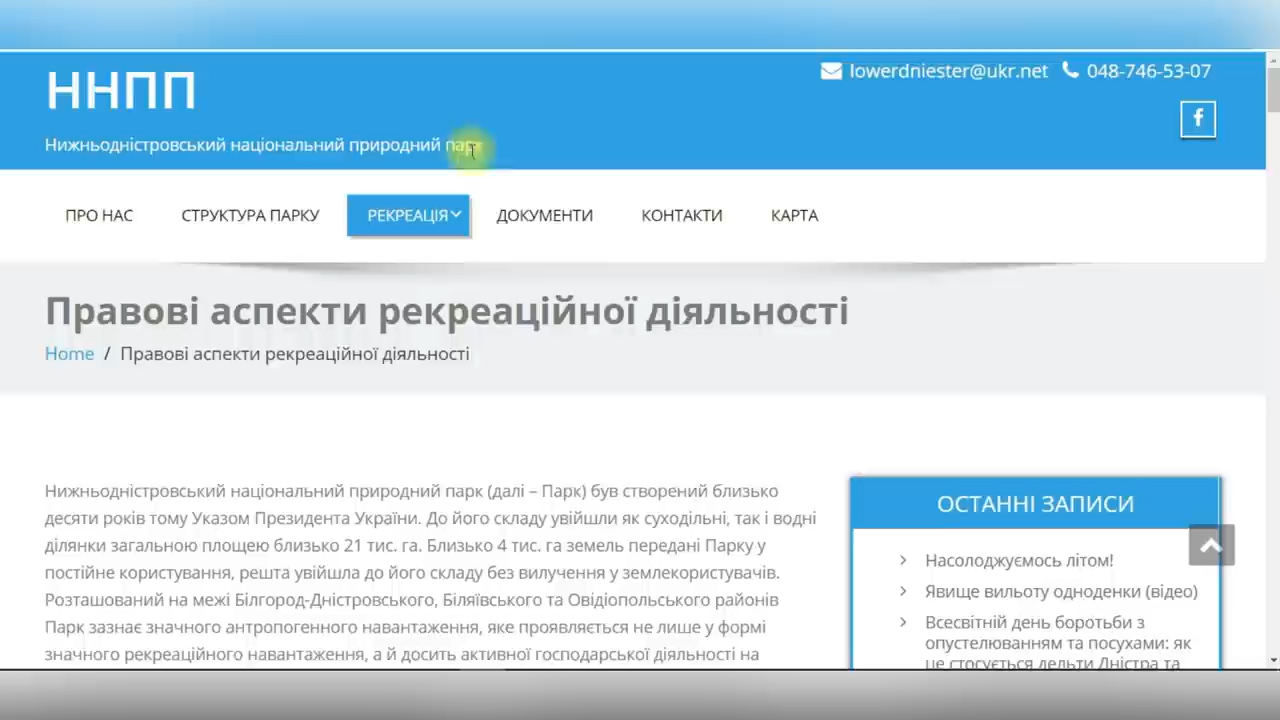 ННПП
lowerdniester@ukr.net 048-746-53-07
Нижньодністровський національний природний парк
ПРО НАС СТРУКТУРА ПАРКУ РЕКРЕАЦІЯ ДОКУМЕНТИ КОНТАКТИ КАРТА
Правові аспекти рекреаційної діяльності
Home / Правові аспекти рекреаційної діяльності
Нижньодністровський національний природний парк (далі – Парк) був створений близько
десяти років тому Указом Президента України. До його складу увійшли як суходільні, так і водні
ділянки загальною площею близько 21 тис. га. Близько 4 тис. га земель передані Парку у
постійне користування, решта увійшла до його складу без вилучення у землекористувачів.
Розташований на межі Білгород-Дністровського, Біляївського та Овідіопольського районів
Парк зазнає значного антропогенного навантаження, яке проявляється не лише у формі
значного рекреаційного навантаження, а й досить активної господарської діяльності на
ОСТАННІ ЗАПИСИ
Насолоджуємось літом!
Явище вильоту одноденки (відео)
Всесвітній день боротьби з
опустелюванням та посухами: як
це стосується дельти Дністра та